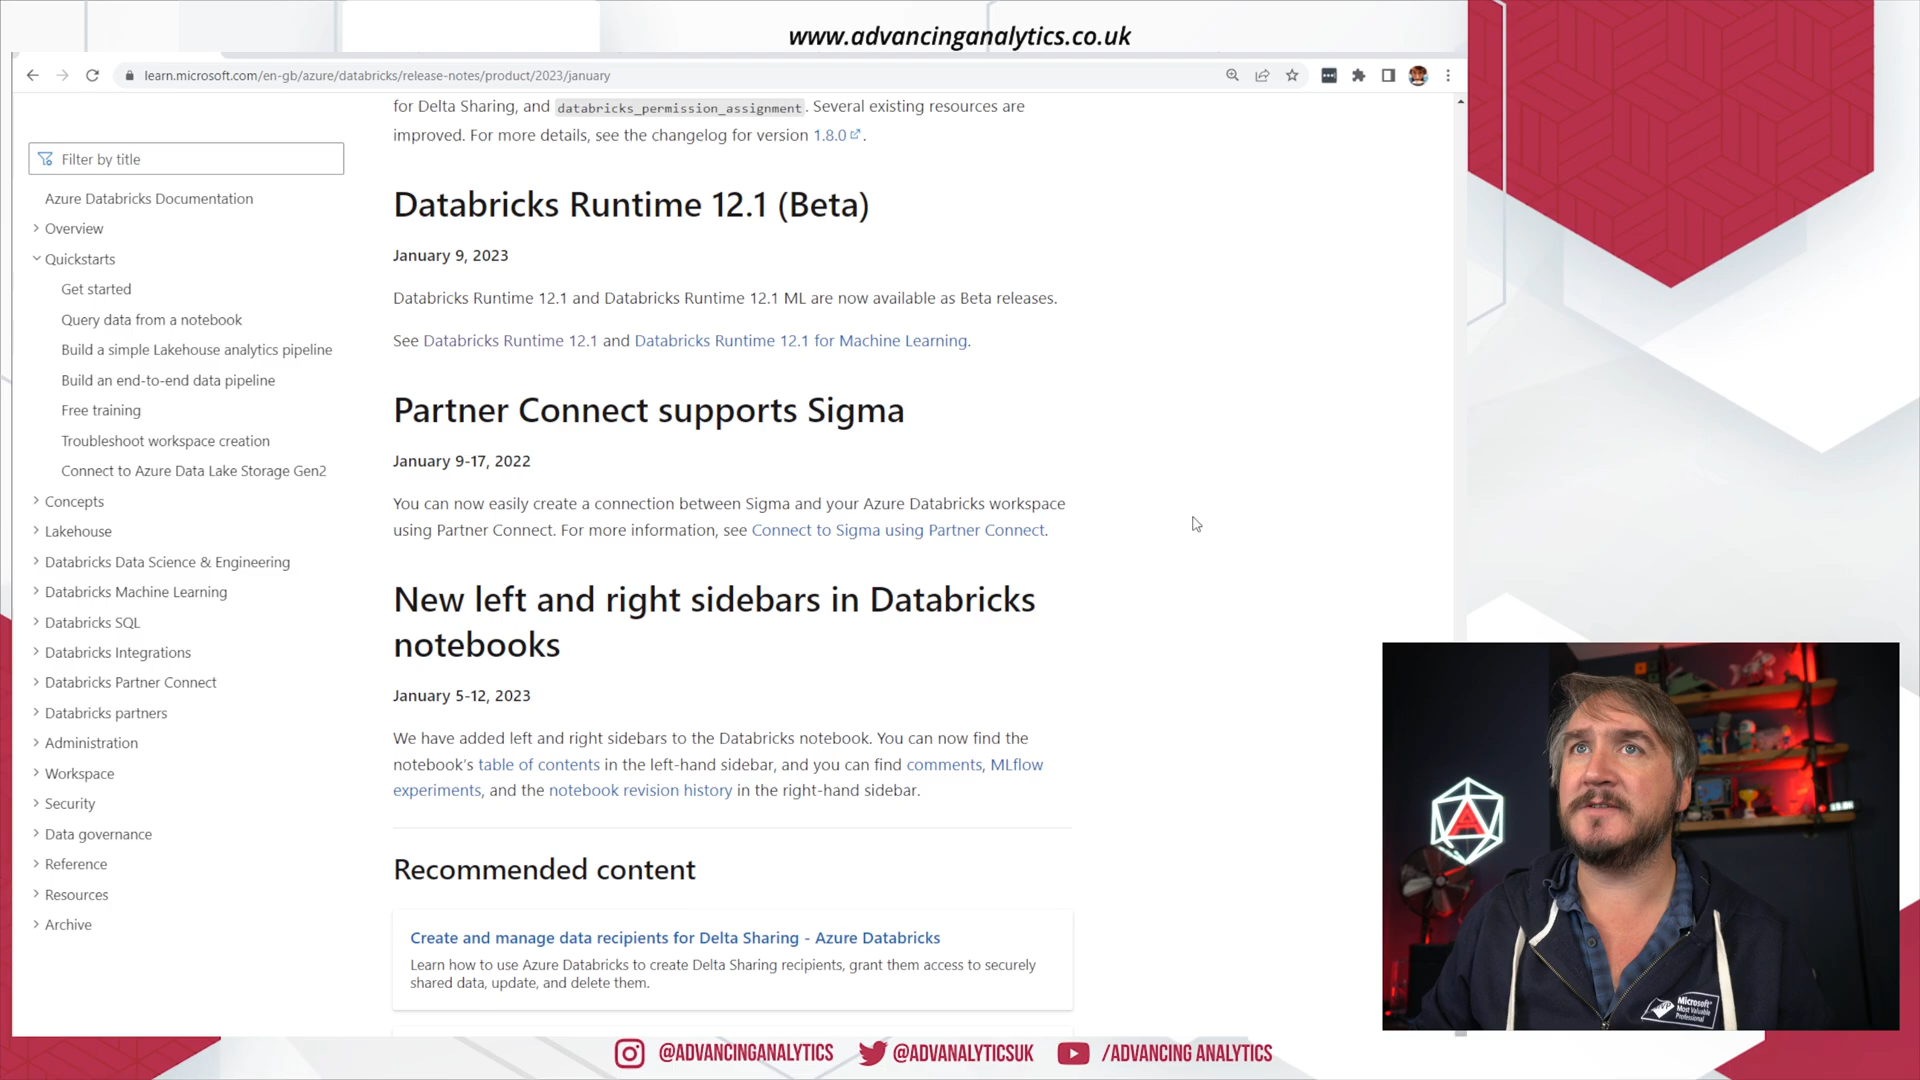 www.advancinganalytics.co.uk
learn.microsoft.com/en-gb/azure/databricks/release-notes/product/2023/january
for Delta Sharing, and databricks_permission_assignment. Several existing resources are
improved. For more details, see the changelog for version 1.8.0.
Filter by title
Azure Databricks Documentation
Overview
Quickstarts
Get started
Query data from a notebook
Build a simple Lakehouse analytics pipeline
Build an end-to-end data pipeline
Free training
Troubleshoot workspace creation
Connect to Azure Data Lake Storage Gen2
Concepts
Lakehouse
Databricks Data Science & Engineering
Databricks Machine Learning
Databricks SQL
Databricks Integrations
Databricks Partner Connect
Databricks partners
Administration
Workspace
Security
Data governance
Reference
Resources
Archive
Databricks Runtime 12.1 (Beta)
January 9, 2023
Databricks Runtime 12.1 and Databricks Runtime 12.1 ML are now available as Beta releases.
See Databricks Runtime 12.1 and Databricks Runtime 12.1 for Machine Learning.
Partner Connect supports Sigma
January 9-17, 2022
You can now easily create a connection between Sigma and your Azure Databricks workspace
using Partner Connect. For more information, see Connect to Sigma using Partner Connect.
New left and right sidebars in Databricks
notebooks
January 5-12, 2023
We have added left and right sidebars to the Databricks notebook. You can now find the
notebook's table of contents in the left-hand sidebar, and you can find comments, MLflow
experiments, and the notebook revision history in the right-hand sidebar.
Recommended content
Create and manage data recipients for Delta Sharing - Azure Databricks
Learn how to use Azure Databricks to create Delta Sharing recipients, grant them access to securely
shared data, update, and delete them.
A
Microsoft
Most Valuable
Professional
@ADVANCINGANALYTICS
@ADVANALYTICSUK
/ADVANCING ANALYTICS